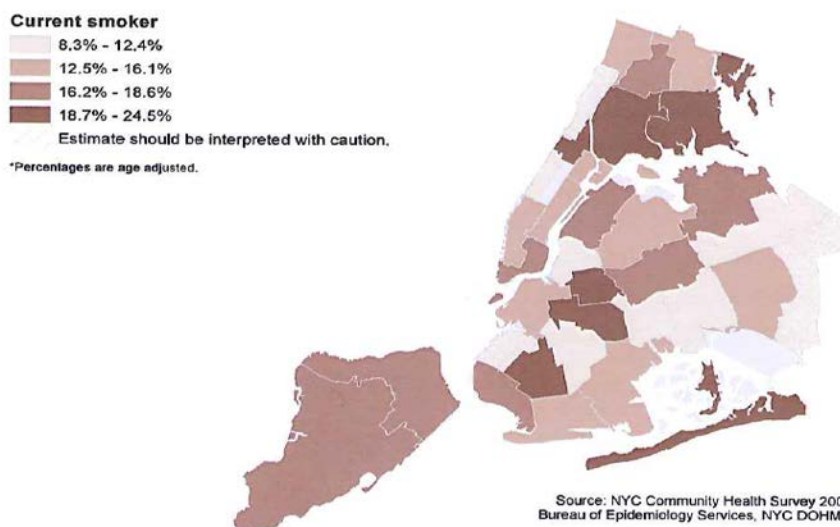 Current smoker
8.3% - 12.4%
12.5% - 16.1%
16.2% - 18.6%
18.7% - 24.5%
Estimate should be interpreted with caution.
*Percentages are age adjusted.
Source: NYC Community Health Survey 200
Bureau of Epidemiology Services, NYC DOHM